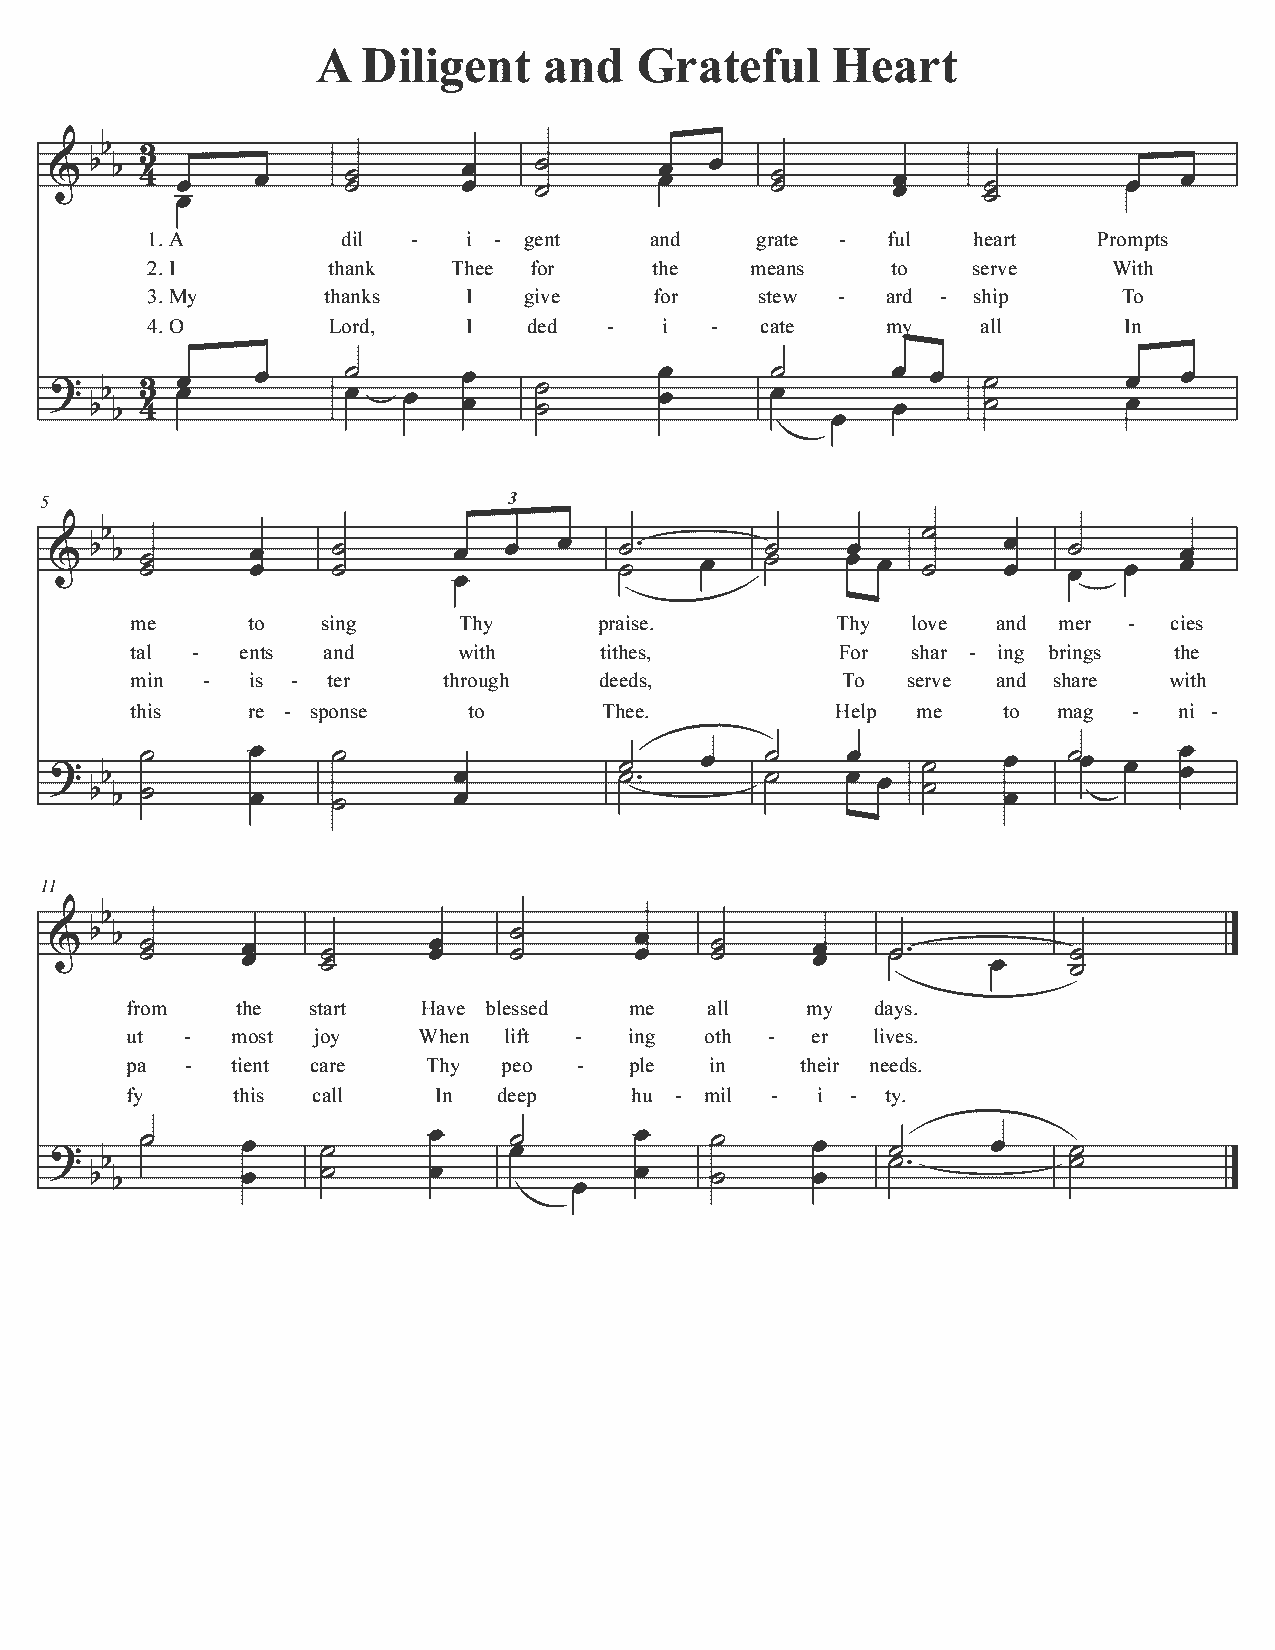 A Diligent and Grateful Heart
3
4
1. A dil - i - gent and grate - ful heart Prompts
2. I thank Thee for the means to serve With
3. My thanks I give for stew - ard - ship To
4. O Lord, I ded - i - cate my all In
3
4
5
3
me to sing Thy praise. Thy love and mer - cies
tal - ents and with tithes, For shar - ing brings the
min - is - ter through deeds, To serve and share with
this re - sponse to Thee. Help me to mag - ni -
11
from the start Have blessed me all my days.
ut - most joy When lift - ing oth - er lives.
pa - tient care Thy peo - ple in their needs.
fy this call In deep hu - mil - i - ty.